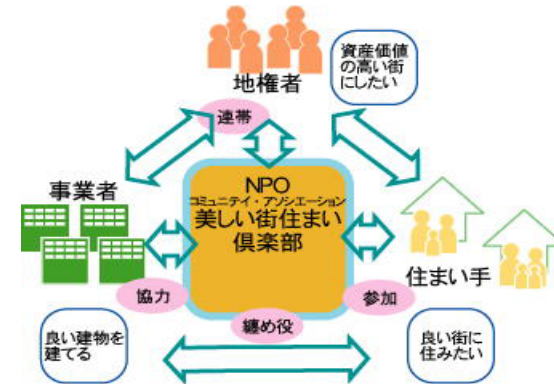 地権者
資産価値
の高い街
にしたい
連帯
事業者
NPO
コミュニテイ・アソシエーション
美しい街住まい
倶楽部
住まい手
協力
参加
纏め役
良い建物を
建てる
良い街に
住みたい